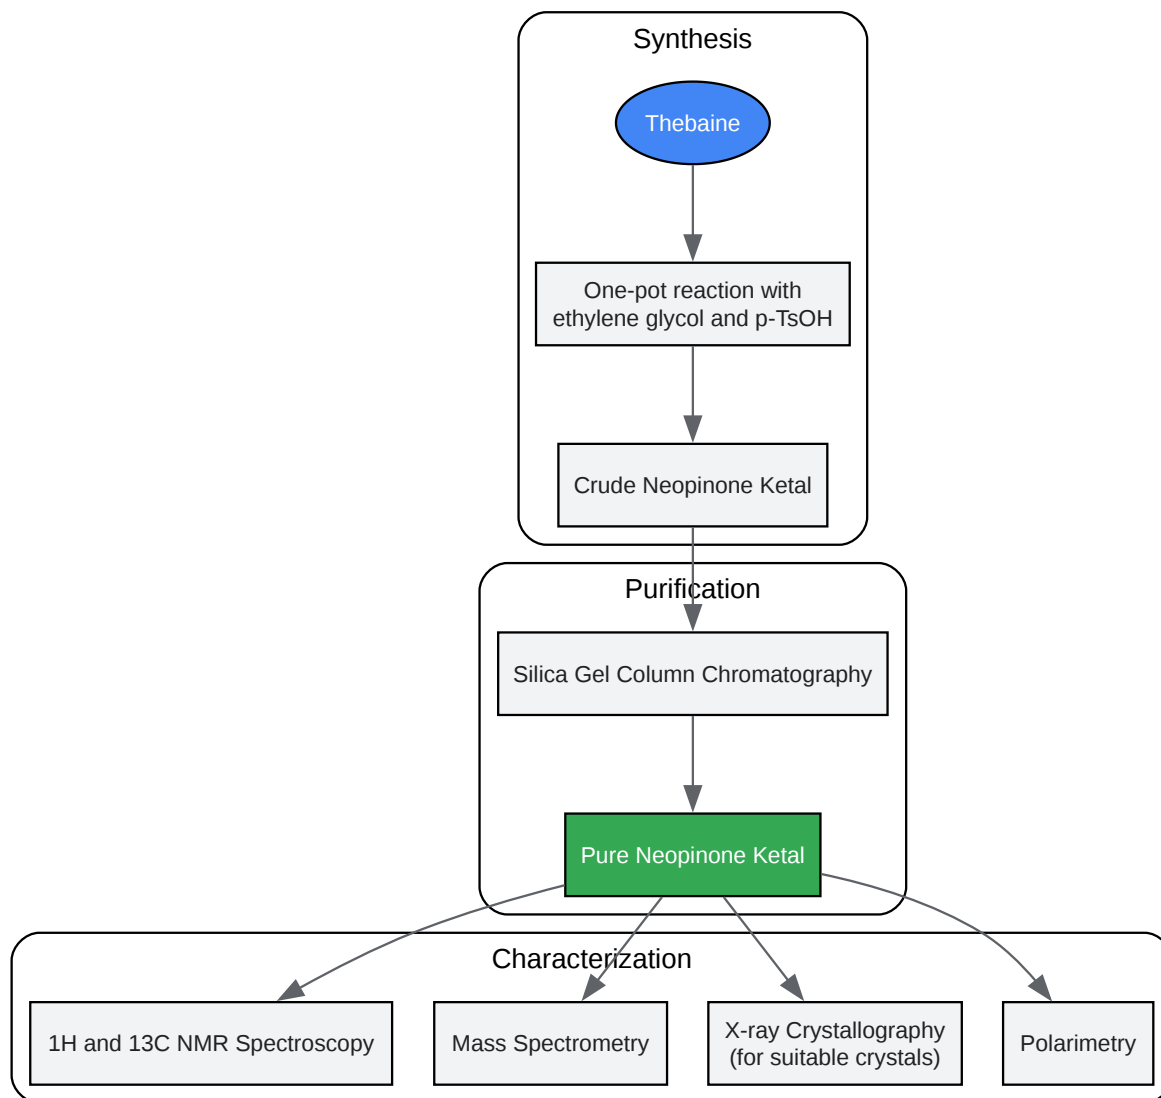 Synthesis
Thebaine
One-pot reaction with
ethylene glycol and p-TsOH
Crude Neopinone Ketal
Purification
Silica Gel Column Chromatography
Pure Neopinone Ketal
Characterization
1H and 13C NMR Spectroscopy
Mass Spectrometry
X-ray Crystallography
(for suitable crystals)
Polarimetry